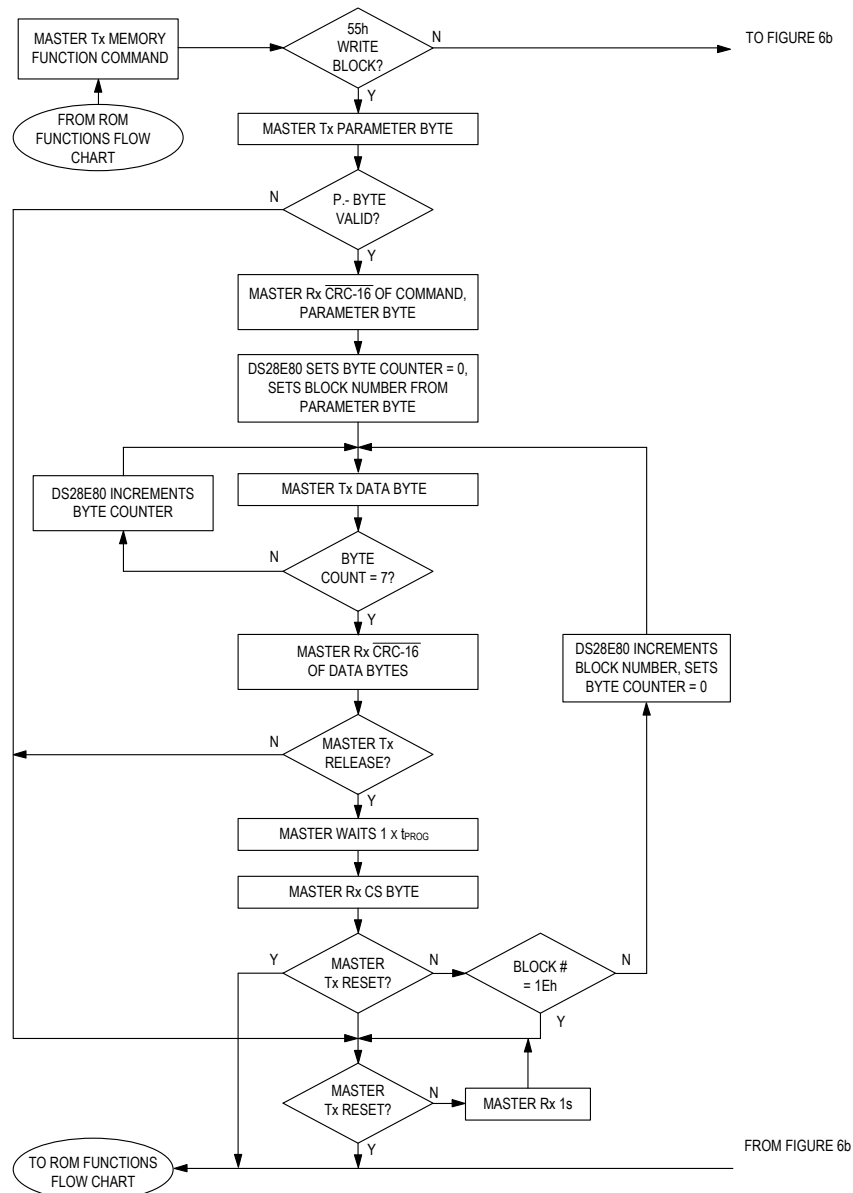 MASTER Tx MEMORY
FUNCTION COMMAND
55h
WRITE
BLOCK?
N
TO FIGURE 6b
Y
FROM ROM
FUNCTIONS FLOW
CHART
MASTER Tx PARAMETER BYTE
N
P.- BYTE
VALID?
Y
MASTER Rx CRC-16 OF COMMAND,
PARAMETER BYTE
DS28E80 SETS BYTE COUNTER = 0,
SETS BLOCK NUMBER FROM
PARAMETER BYTE
DS28E80 INCREMENTS
BYTE COUNTER
MASTER Tx DATA BYTE
N
BYTE
COUNT = 7?
Y
MASTER Rx CRC-16
OF DATA BYTES
DS28E80 INCREMENTS
BLOCK NUMBER, SETS
BYTE COUNTER = 0
N
MASTER Tx
RELEASE?
Y
MASTER WAITS 1 x tPROG
MASTER Rx CS BYTE
Y
MASTER
Tx RESET?
N
BLOCK #
= 1Eh
N
Y
MASTER
Tx RESET?
N
MASTER Rx 1s
Y
TO ROM FUNCTIONS
FLOW CHART
FROM FIGURE 6b